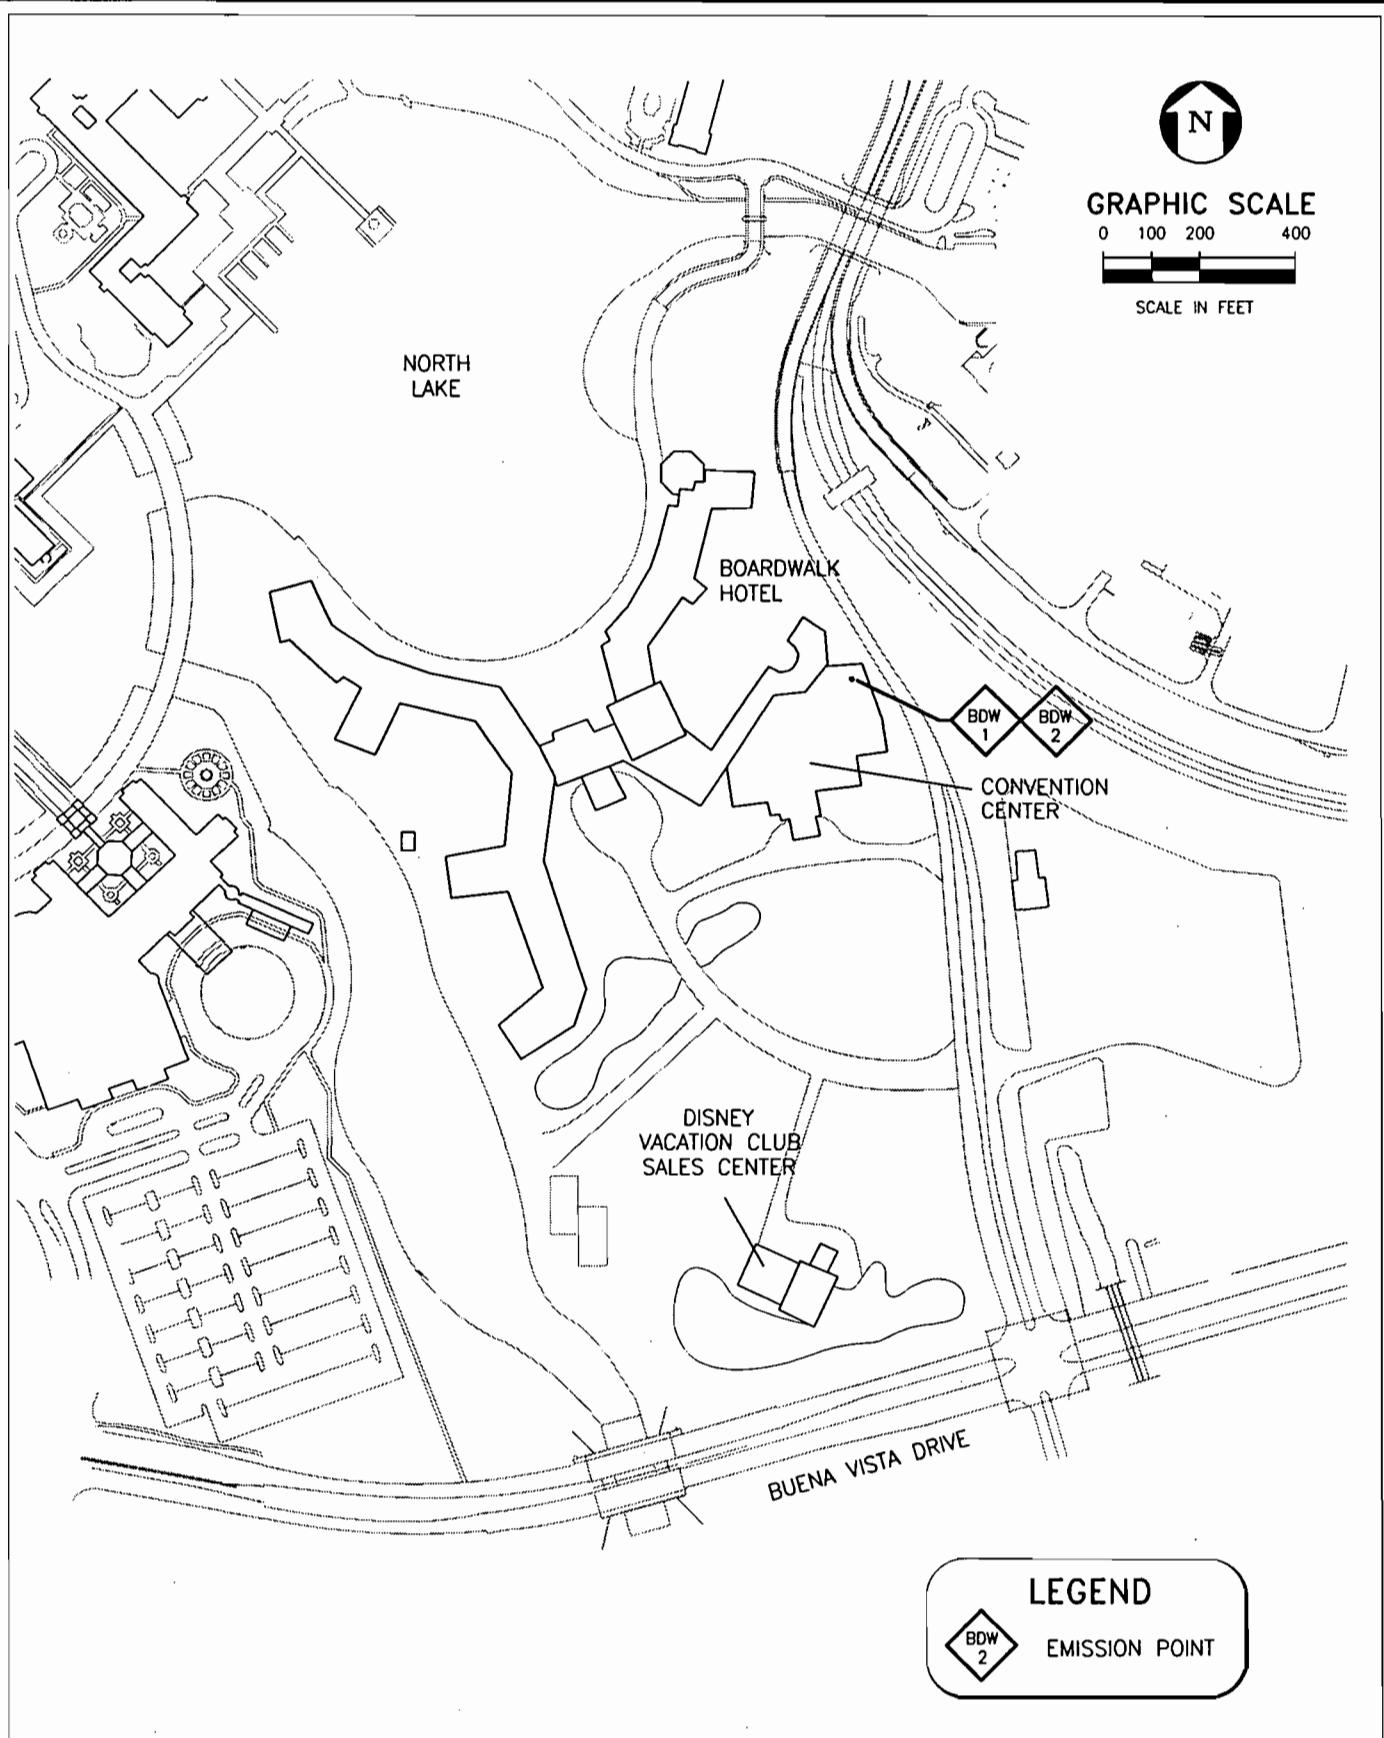 N
GRAPHIC SCALE
0 100 200 400
SCALE IN FEET
NORTH
LAKE
BOARDWALK
HOTEL
BDW
1
BDW
2
CONVENTION
CENTER
DISNEY
VACATION CLUB
SALES CENTER
BUENA VISTA DRIVE
LEGEND
BDW
2
EMISSION POINT